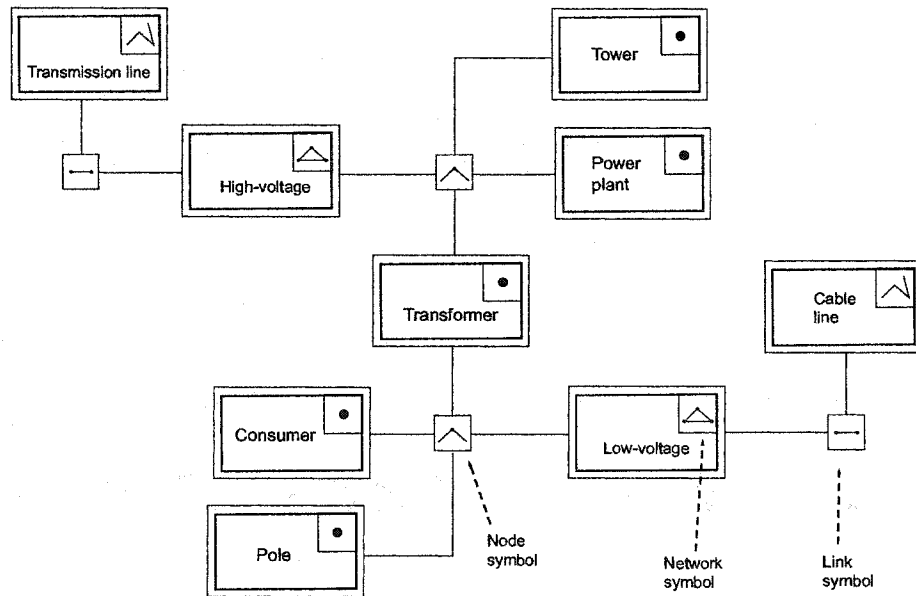 Transmission line
Tower
High-voltage
Power
plant
Transformer
Cable
line
Consumer
Low-voltage
Pole
Node
symbol
Network
symbol
Link
symbol